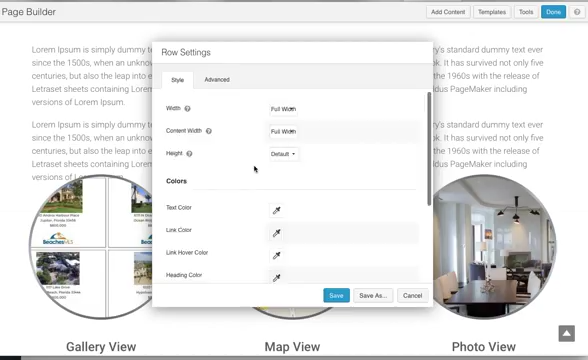 Page Builder
Add Content
Templates
Tools
Done
?
Lorem Ipsum is simply dummy te
since the 1500s, when an unknow
centuries, but also the leap into e
Letraset sheets containing Lorem
versions of Lorem Ipsum.
Lorem Ipsum is simply dummy te
since the 1500s, when an unknow
centuries, but also the leap into e
Letraset sheets containing Lorem
versions of Lorem Ipsum.
y's standard dummy text ever
k. It has survived not only five
the 1960s with the release of
dus PageMaker including
y's standard dummy text ever
k. It has survived not only five
the 1960s with the release of
dus PageMaker including
Row Settings
Style
Advanced
Width ?
Full Width
Content Width ?
Full Width
Height ?
Default
Colors
Text Color
Link Color
Link Hover Color
Heading Color
Save
Save As...
Cancel
BeachesMLS
Gallery View
Map View
Photo View